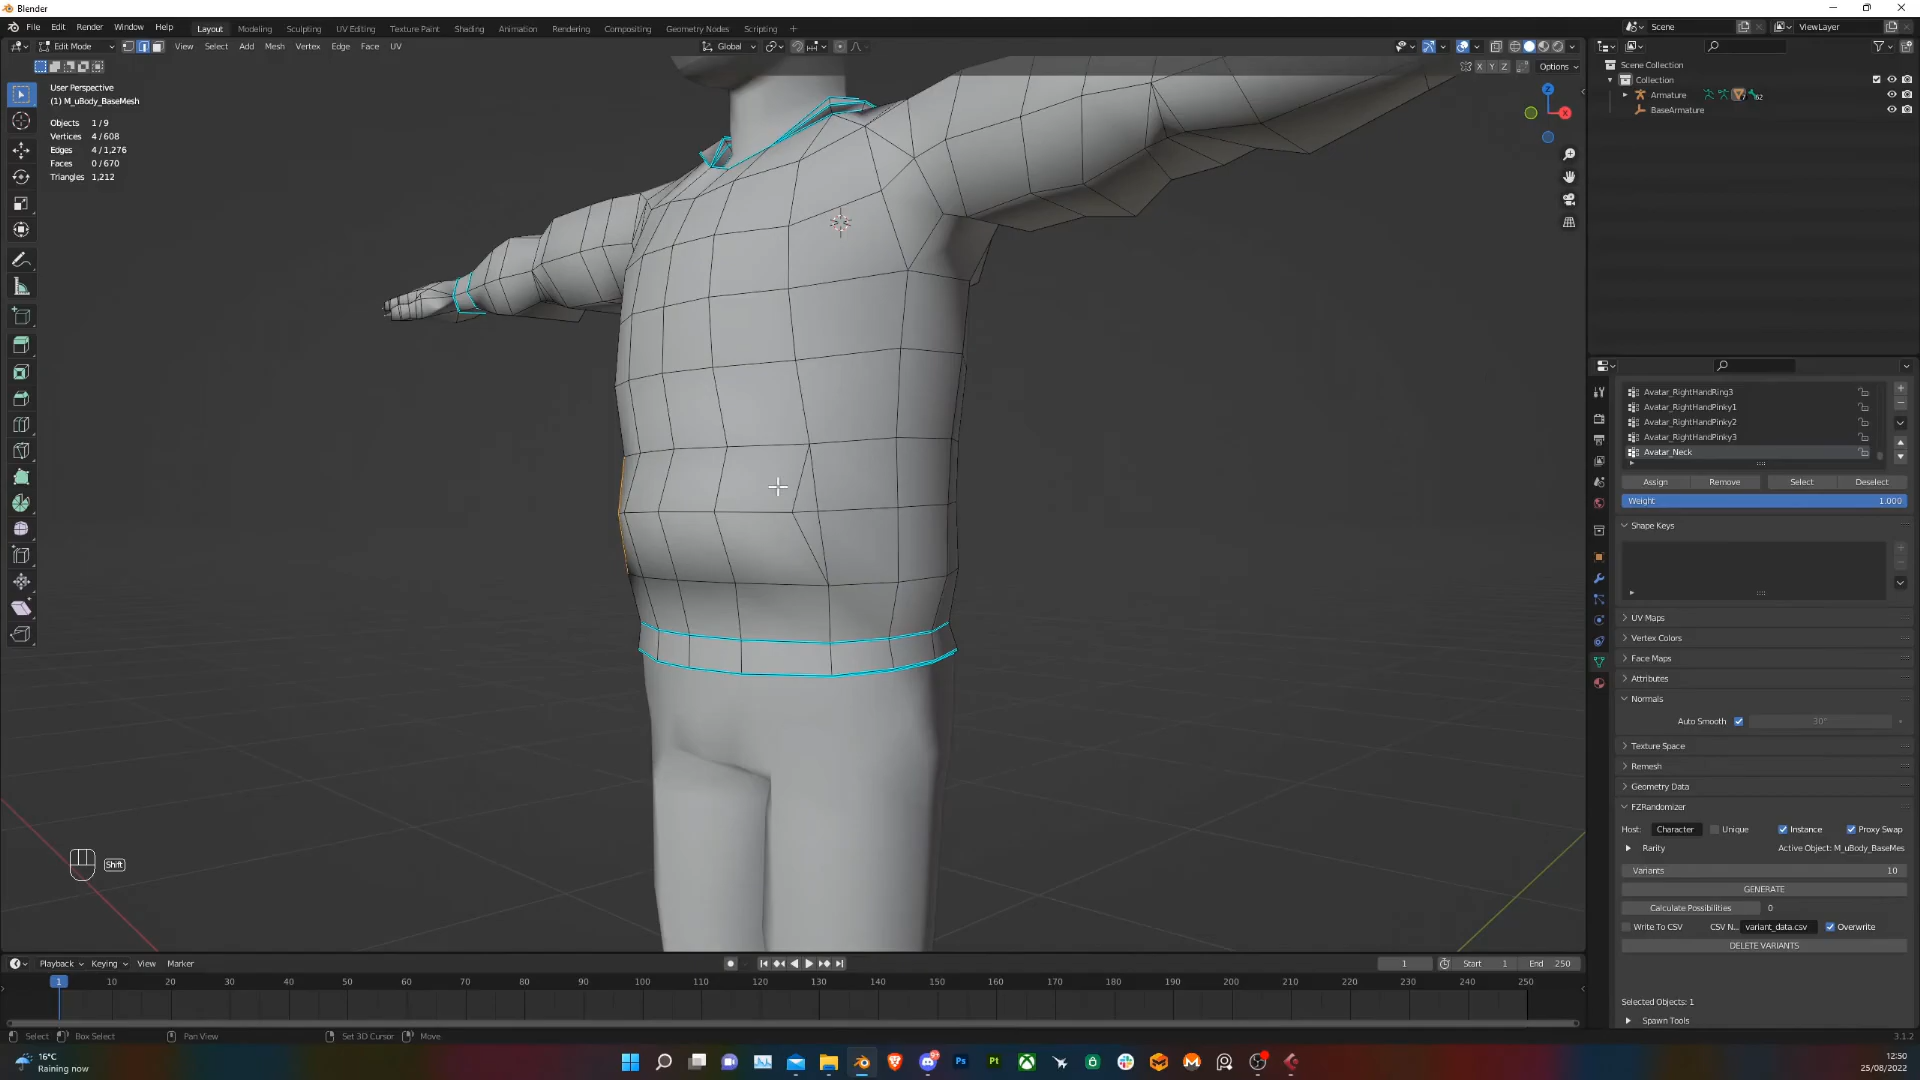 Blender
File Edit Render Window Help
Layout Modeling Sculpting UV Editing Texture Paint Shading Animation Rendering Compositing Geometry Nodes Scripting +
Scene
ViewLayer
Edit Mode View Select Add Mesh Vertex Edge Face UV
Global
X Y Z Options
User Perspective
(1) M_uBody_BaseMesh
Objects 1/9
Vertices 4/608
Edges 4/1,276
Faces 0/670
Triangles 1,212
Z
X
Scene Collection
Collection
Armature
BaseArmature
Avatar_RightHandRing3
Avatar_RightHandPinky1
Avatar_RightHandPinky2
Avatar_RightHandPinky3
Avatar_Neck
Assign Remove Select Deselect
Weight 1.000
Shape Keys
UV Maps
Vertex Colors
Face Maps
Attributes
Normals
Auto Smooth 30°
Texture Space
Remesh
Geometry Data
FZRandomizer
Host: Character Unique Instance Proxy Swap
Rarity Active Object: M_uBody_BaseMes
Variants 10
GENERATE
Calculate Possibilities 0
Write To CSV CSV N... variant_data.csv Overwrite
DELETE VARIANTS
Selected Objects: 1
Spawn Tools
Shift
Playback Keying View Marker
1 Start 1 End 250
1 10 20 30 40 50 60 70 80 90 100 110 120 130 140 150 160 170 180 190 200 210 220 230 240 250
Select Box Select Pan View Set 3D Cursor Move
3.1.2
16°C
Raining now
Ps
Pt
12:50
25/08/2022